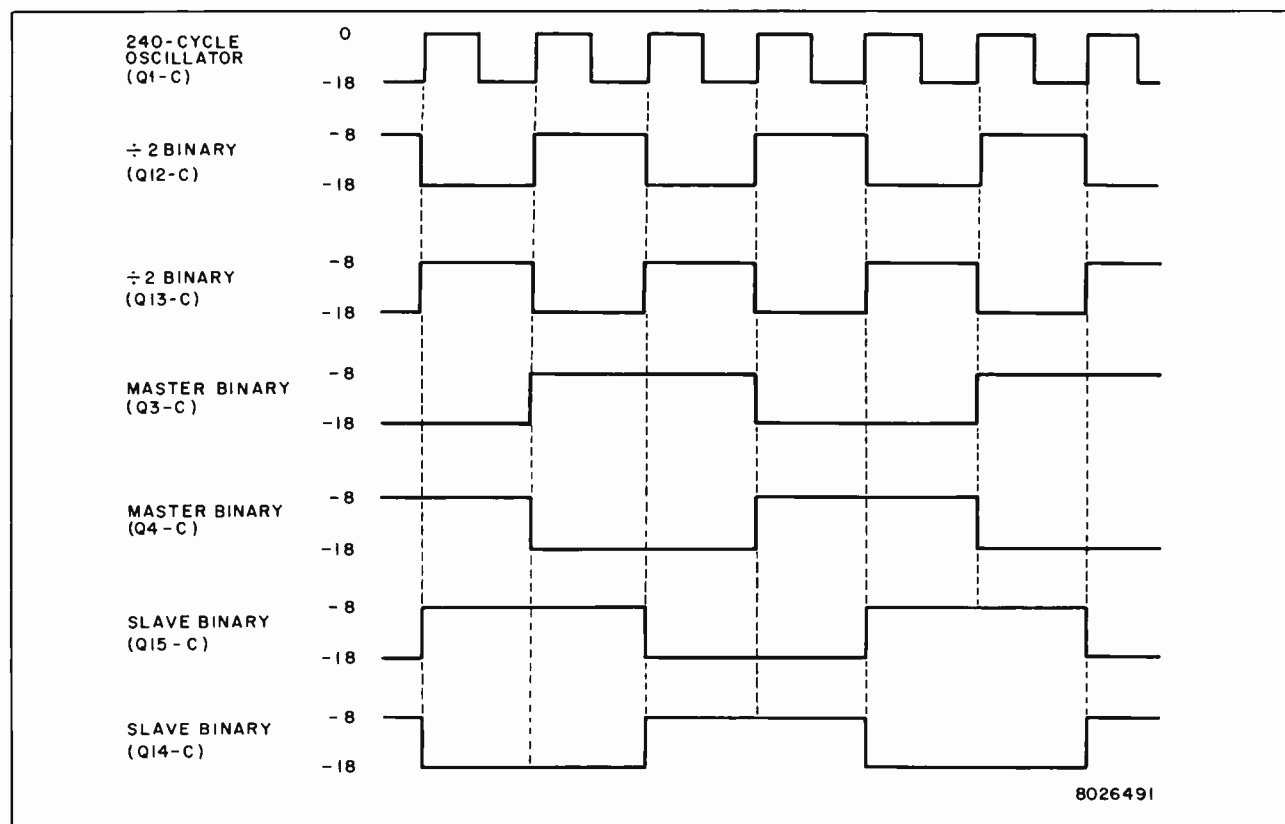 240-CYCLE
OSCILLATOR
(Q1-C)
0
-18
÷2 BINARY
(Q12-C)
-8
-18
÷2 BINARY
(Q13-C)
-8
-18
MASTER BINARY
(Q3-C)
-8
-18
MASTER BINARY
(Q4-C)
-8
-18
SLAVE BINARY
(Q15-C)
-8
-18
SLAVE BINARY
(Q14-C)
-8
-18
8026491